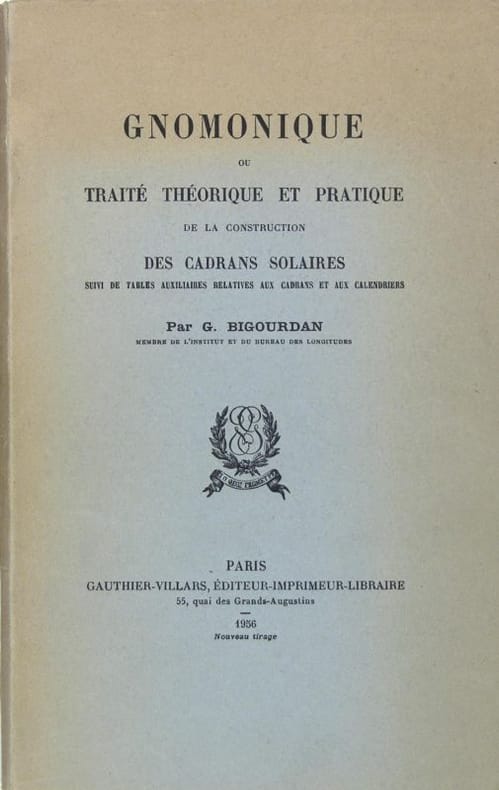 GNOMONIQUE
OU
TRAITÉ THÉORIQUE ET PRATIQUE
DE LA CONSTRUCTION
DES CADRANS SOLAIRES
SUIVI DE TABLES AUXILIAIRES RELATIVES AUX CADRANS ET AUX CALENDRIERS
Par G. BIGOURDAN
MEMBRE DE L'INSTITUT ET DU BUREAU DES LONGITUDES
PARIS
GAUTHIER-VILLARS, ÉDITEUR-IMPRIMEUR-LIBRAIRE
55, quai des Grands-Augustins
1956
Nouveau tirage